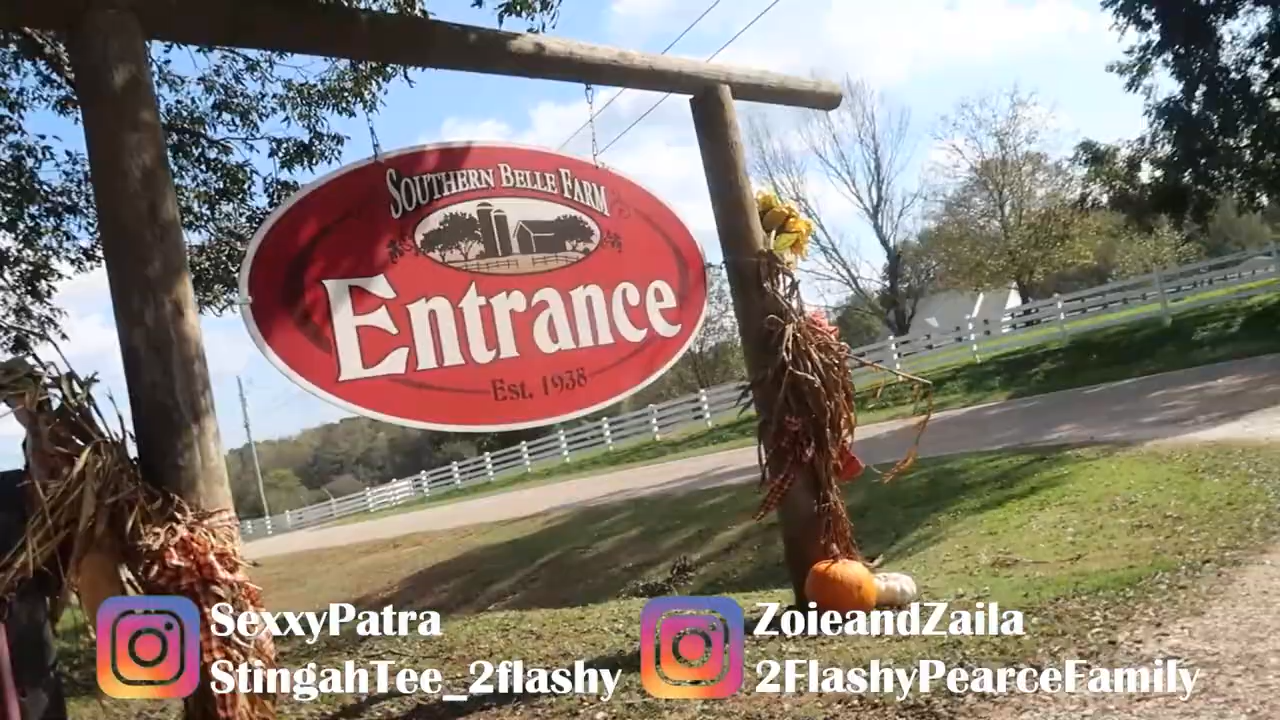 SOUTHERN BELLE FARM
Entrance
Est. 1938
SexxyPatra
StingahTee_2flashy
ZoieandZaila
2FlashyPearceFamily